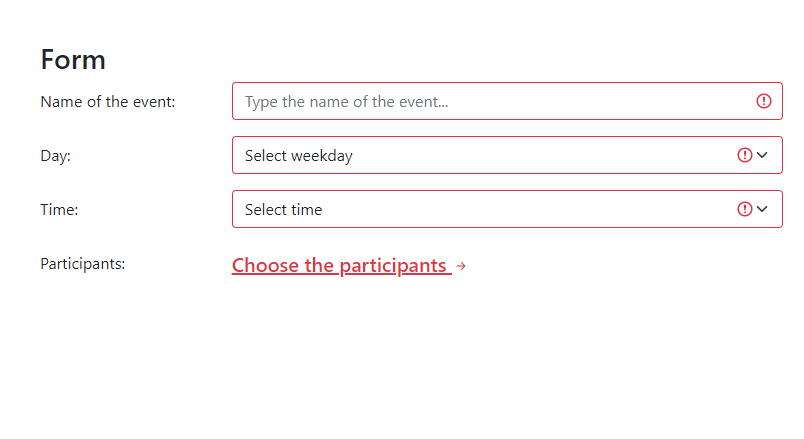 Form
Name of the event: Type the name of the event...
Day: Select weekday
Time: Select time
Participants: Choose the participants →